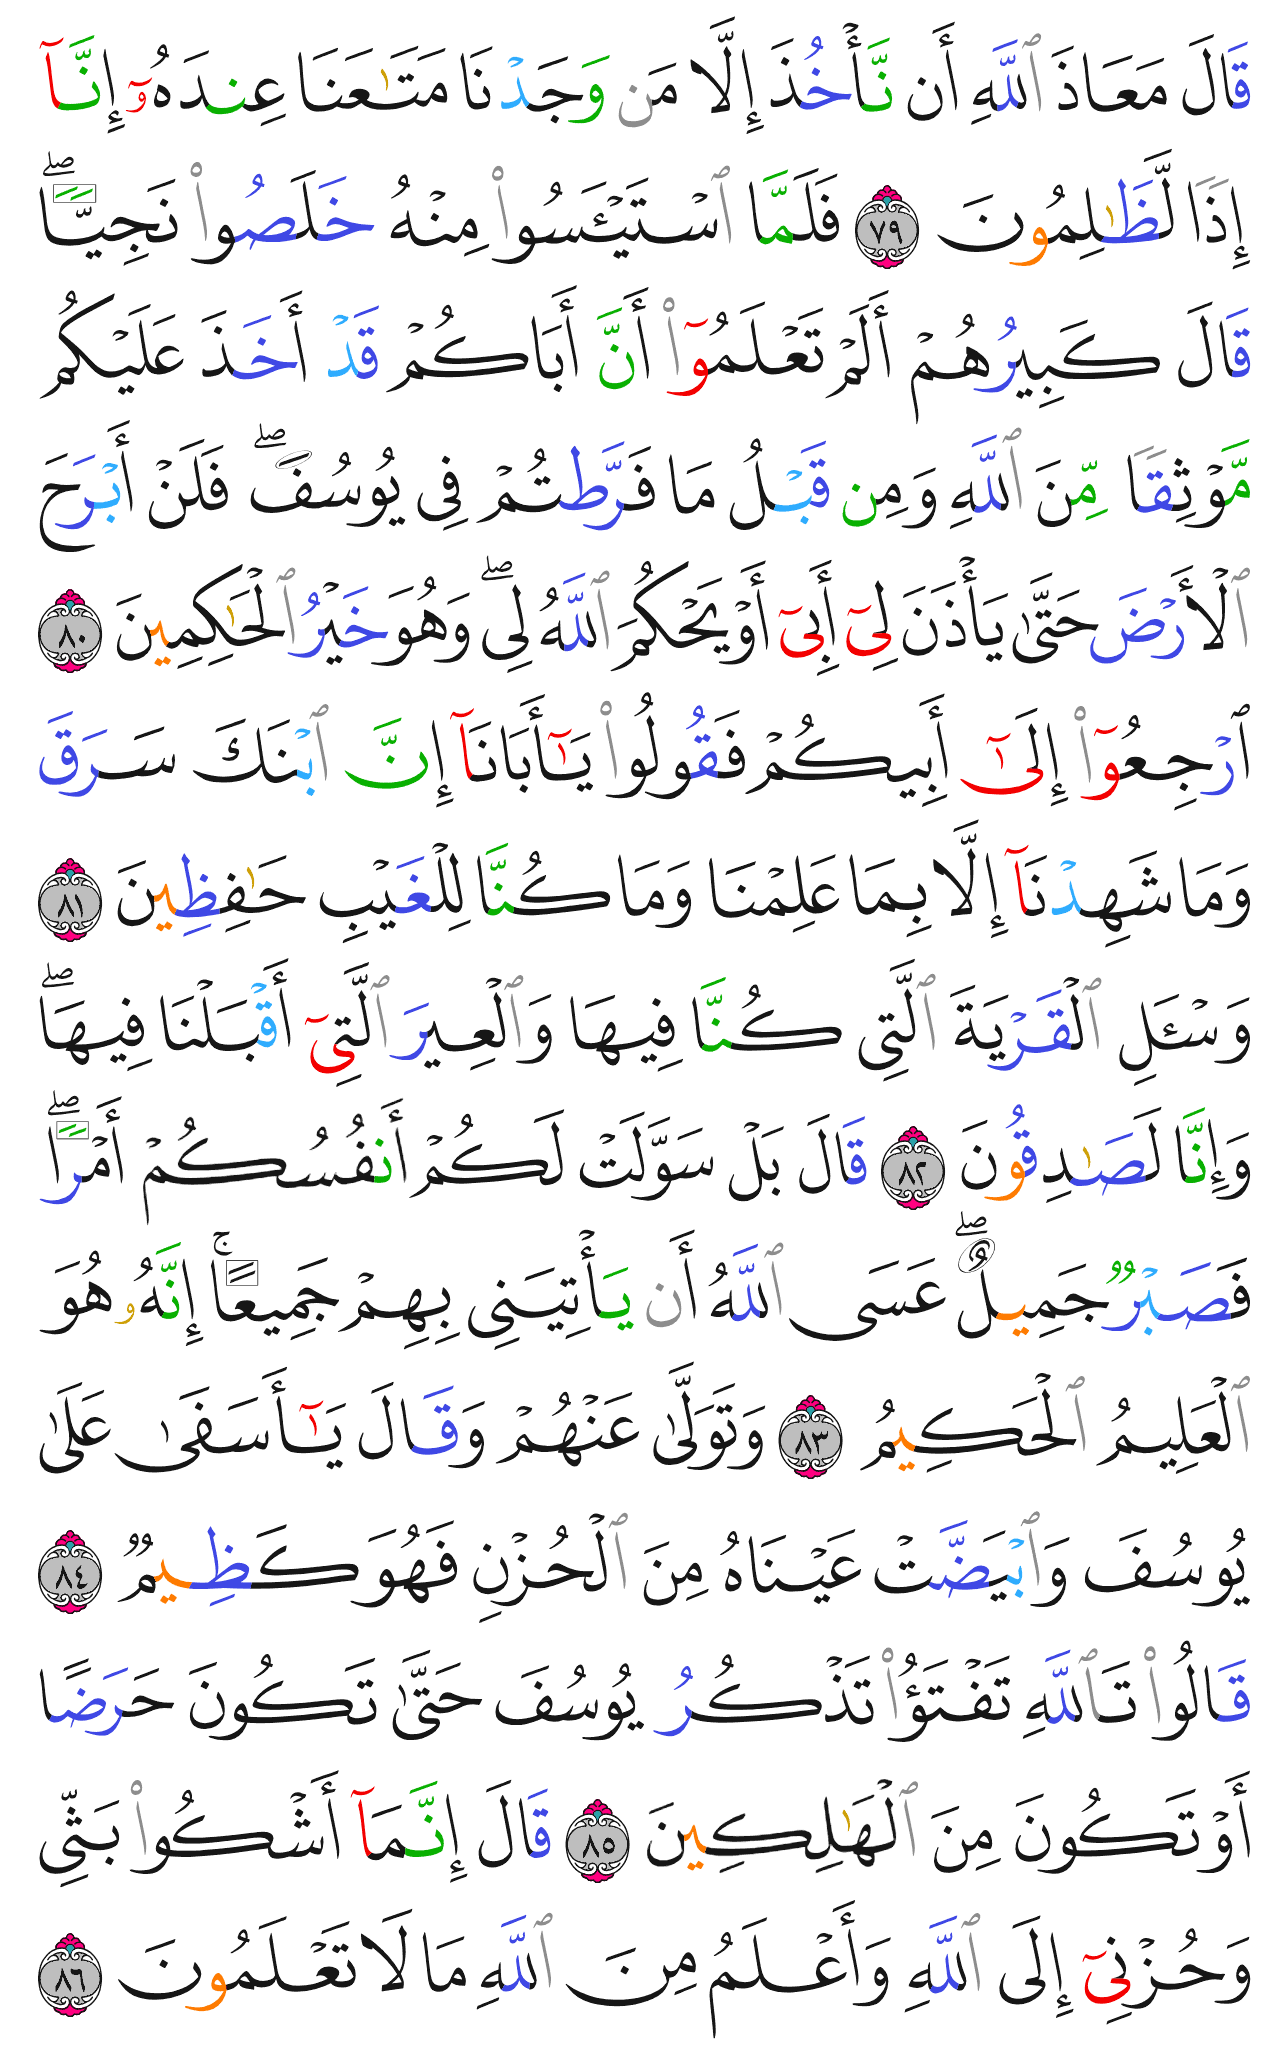 قَالَ مَعَاذَ ٱللَّهِ أَن نَّأۡخُذَ إِلَّا مَن وَجَدۡنَا مَتَٰعَنَا عِندَهُۥٓ إِنَّآ
إِذٗا لَّظَٰلِمُونَ ٧٩ فَلَمَّا ٱسۡتَيۡـَٔسُواْ مِنۡهُ خَلَصُواْ نَجِيّٗاۖ
قَالَ كَبِيرُهُمۡ أَلَمۡ تَعۡلَمُوٓاْ أَنَّ أَبَاكُمۡ قَدۡ أَخَذَ عَلَيۡكُم
مَّوۡثِقٗا مِّنَ ٱللَّهِ وَمِن قَبۡلُ مَا فَرَّطتُمۡ فِي يُوسُفَۖ فَلَنۡ أَبۡرَحَ
ٱلۡأَرۡضَ حَتَّىٰ يَأۡذَنَ لِيٓ أَبِيٓ أَوۡ يَحۡكُمَ ٱللَّهُ لِيۖ وَهُوَ خَيۡرُ ٱلۡحَٰكِمِينَ ٨٠
ٱرۡجِعُوٓاْ إِلَىٰٓ أَبِيكُمۡ فَقُولُواْ يَٰٓأَبَانَآ إِنَّ ٱبۡنَكَ سَرَقَ
وَمَا شَهِدۡنَآ إِلَّا بِمَا عَلِمۡنَا وَمَا كُنَّا لِلۡغَيۡبِ حَٰفِظِينَ ٨١
وَسۡـَٔلِ ٱلۡقَرۡيَةَ ٱلَّتِي كُنَّا فِيهَا وَٱلۡعِيرَ ٱلَّتِيٓ أَقۡبَلۡنَا فِيهَاۖ
وَإِنَّا لَصَٰدِقُونَ ٨٢ قَالَ بَلۡ سَوَّلَتۡ لَكُمۡ أَنفُسُكُمۡ أَمۡرٗاۖ
فَصَبۡرٞ جَمِيلٌۖ عَسَى ٱللَّهُ أَن يَأۡتِيَنِي بِهِمۡ جَمِيعًاۚ إِنَّهُۥ هُوَ
ٱلۡعَلِيمُ ٱلۡحَكِيمُ ٨٣ وَتَوَلَّىٰ عَنۡهُمۡ وَقَالَ يَٰٓأَسَفَىٰ عَلَىٰ
يُوسُفَ وَٱبۡيَضَّتۡ عَيۡنَاهُ مِنَ ٱلۡحُزۡنِ فَهُوَ كَظِيمٞ ٨٤
قَالُواْ تَٱللَّهِ تَفۡتَؤُاْ تَذۡكُرُ يُوسُفَ حَتَّىٰ تَكُونَ حَرَضًا
أَوۡ تَكُونَ مِنَ ٱلۡهَٰلِكِينَ ٨٥ قَالَ إِنَّمَآ أَشۡكُواْ بَثِّي
وَحُزۡنِيٓ إِلَى ٱللَّهِ وَأَعۡلَمُ مِنَ ٱللَّهِ مَا لَا تَعۡلَمُونَ ٨٦